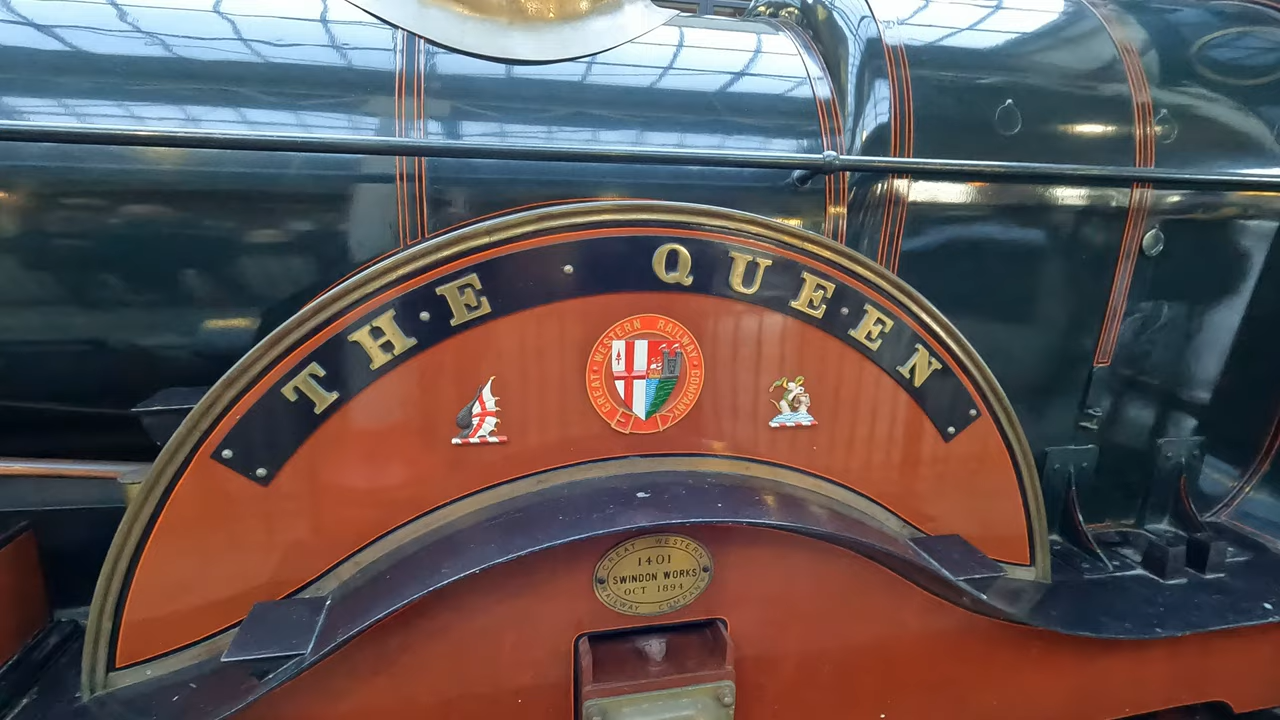 THE QUEEN
GREAT WESTERN RAILWAY COMPANY
GREAT WESTERN
1401
SWINDON WORKS
OCT 1894
RAILWAY COMPANY